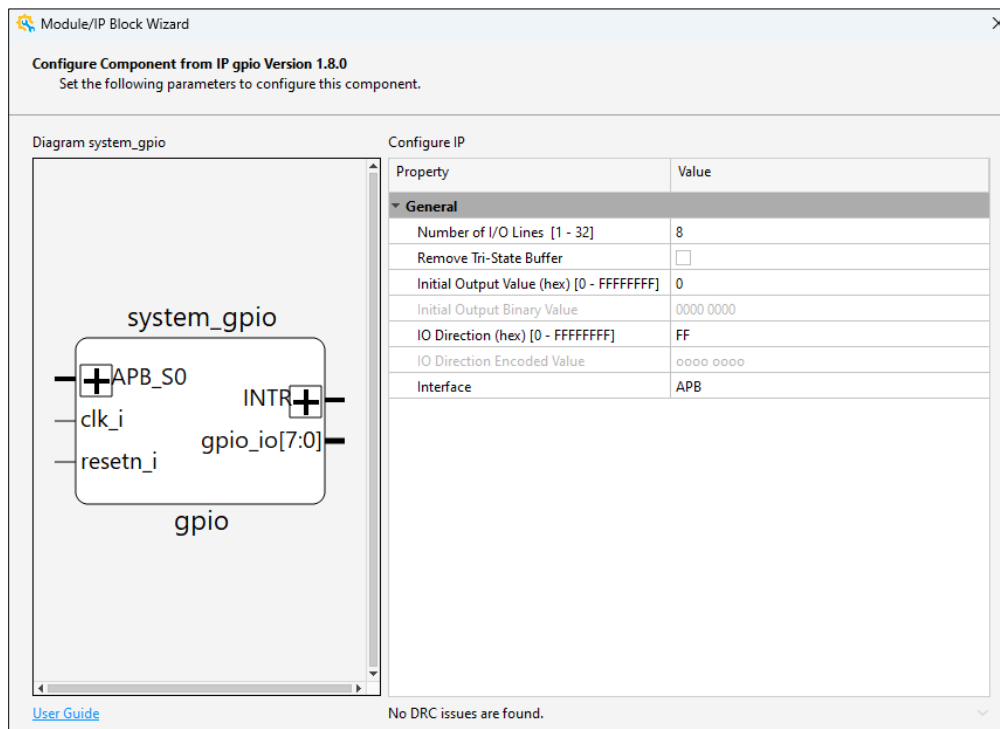 Module/IP Block Wizard
Configure Component from IP gpio Version 1.8.0
Set the following parameters to configure this component.
Diagram system_gpio
system_gpio
APB_S0
clk_i
resetn_i
INTR
gpio_io[7:0]
gpio
User Guide
Configure IP
Property Value
General
Number of I/O Lines [1 - 32] 8
Remove Tri-State Buffer
Initial Output Value (hex) [0 - FFFFFFFF] 0
Initial Output Binary Value 0000 0000
IO Direction (hex) [0 - FFFFFFFF] FF
IO Direction Encoded Value oooo oooo
Interface APB
No DRC issues are found.